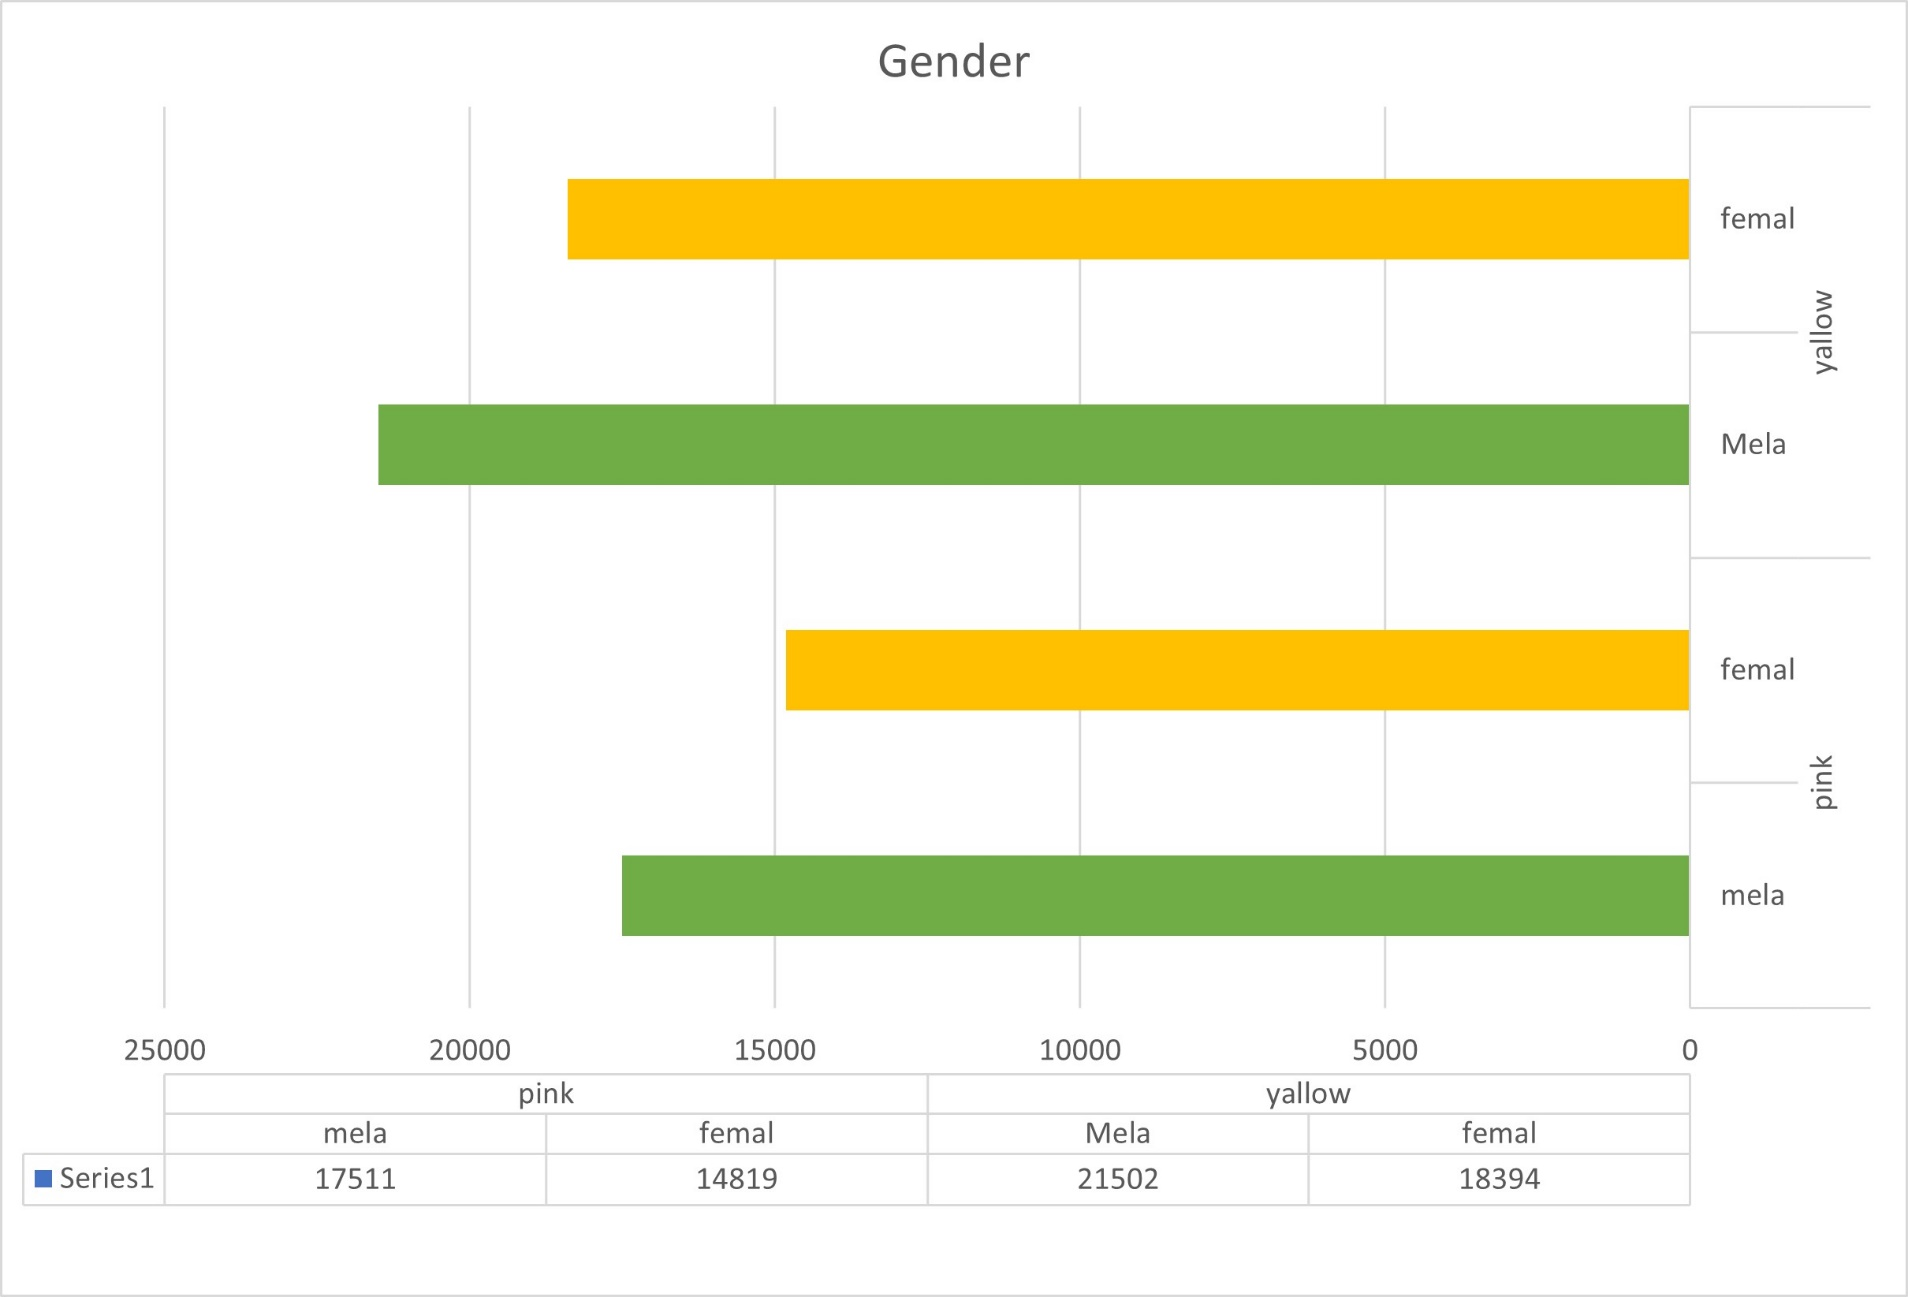 Gender
femal
yallow
Mela
femal
pink
mela
25000 20000 15000 10000 5000 0
pink yallow
mela femal Mela femal
Series1 17511 14819 21502 18394